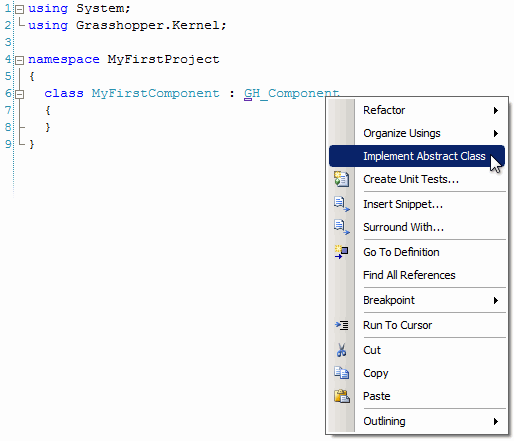 1 using System;
2 using Grasshopper.Kernel;
3
4 namespace MyFirstProject
5 {
6 class MyFirstComponent : GH_Component
7 {
8 }
9 }
Refactor
Organize Usings
Implement Abstract Class
Create Unit Tests...
Insert Snippet...
Surround With...
Go To Definition
Find All References
Breakpoint
Run To Cursor
Cut
Copy
Paste
Outlining